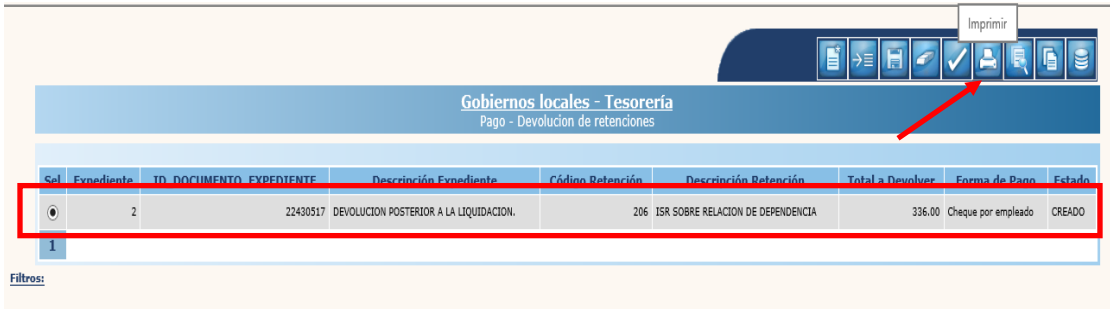 Imprimir
Gobiernos locales - Tesorería
Pago - Devolucion de retenciones
Sel Expediente ID_DOCUMENTO_EXPEDIENTE Descripción Expediente Código Retención Descripción Retención Total a Devolver Forma de Pago Estado
2 22430517 DEVOLUCION POSTERIOR A LA LIQUIDACION. 206 ISR SOBRE RELACION DE DEPENDENCIA 336.00 Cheque por empleado CREADO
1
Filtros: